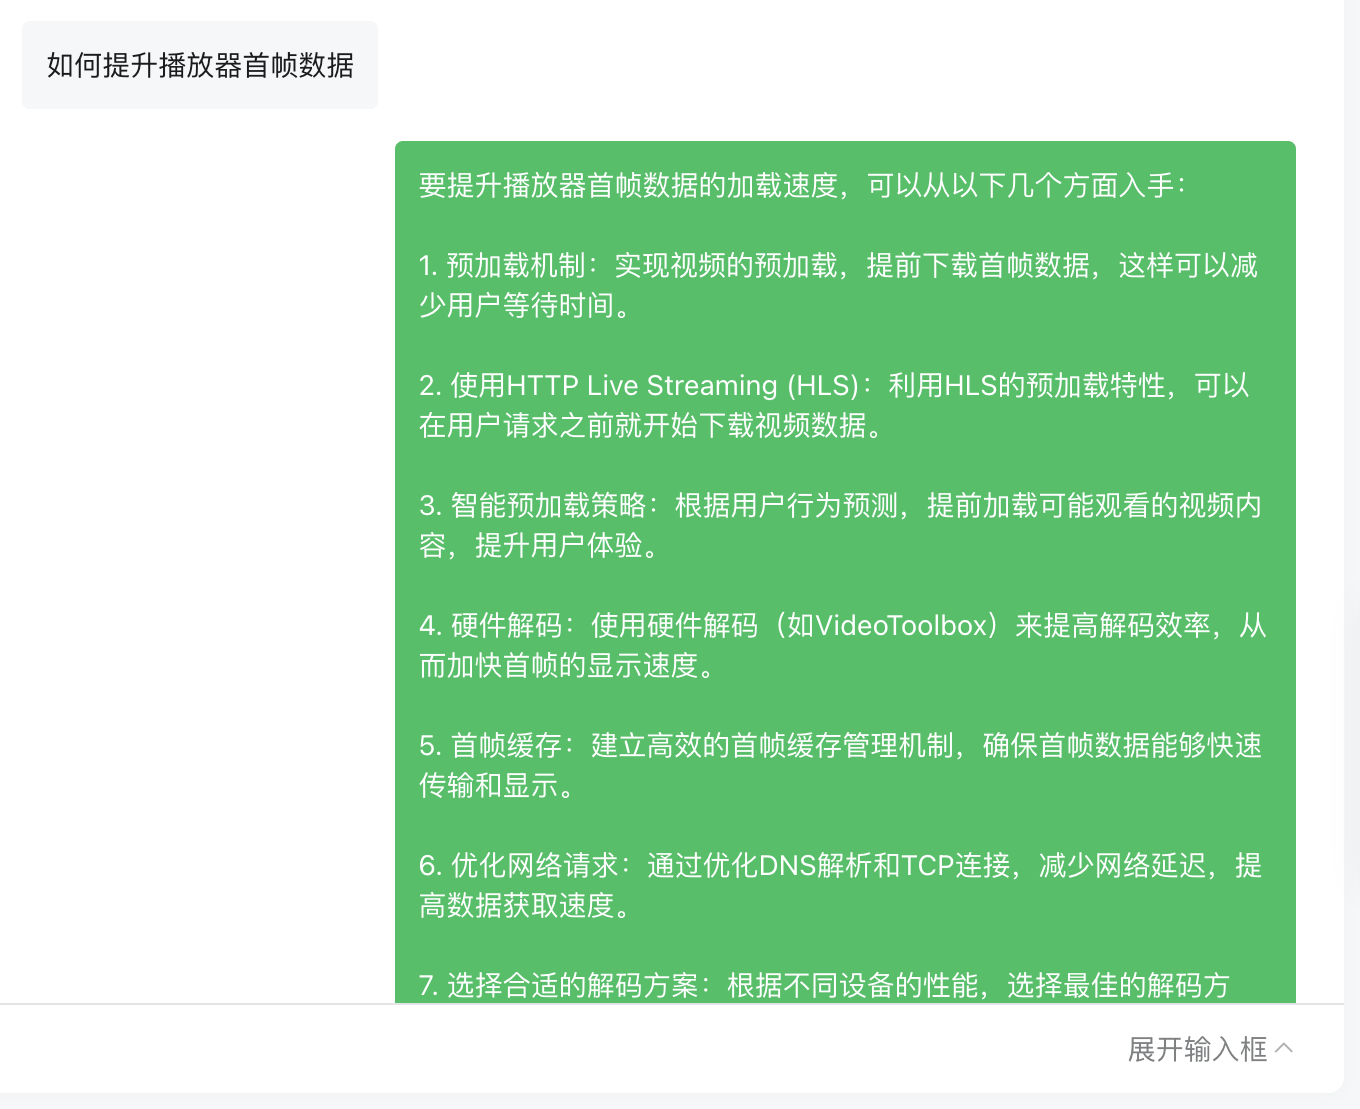 如何提升播放器首帧数据
要提升播放器首帧数据的加载速度，可以从以下几个方面入手：
1. 预加载机制：实现视频的预加载，提前下载首帧数据，这样可以减
少用户等待时间。
2. 使用HTTP Live Streaming (HLS)：利用HLS的预加载特性，可以
在用户请求之前就开始下载视频数据。
3. 智能预加载策略：根据用户行为预测，提前加载可能观看的视频内
容，提升用户体验。
4. 硬件解码：使用硬件解码（如VideoToolbox）来提高解码效率，从
而加快首帧的显示速度。
5. 首帧缓存：建立高效的首帧缓存管理机制，确保首帧数据能够快速
传输和显示。
6. 优化网络请求：通过优化DNS解析和TCP连接，减少网络延迟，提
高数据获取速度。
7. 选择合适的解码方案：根据不同设备的性能，选择最佳的解码方
展开输入框